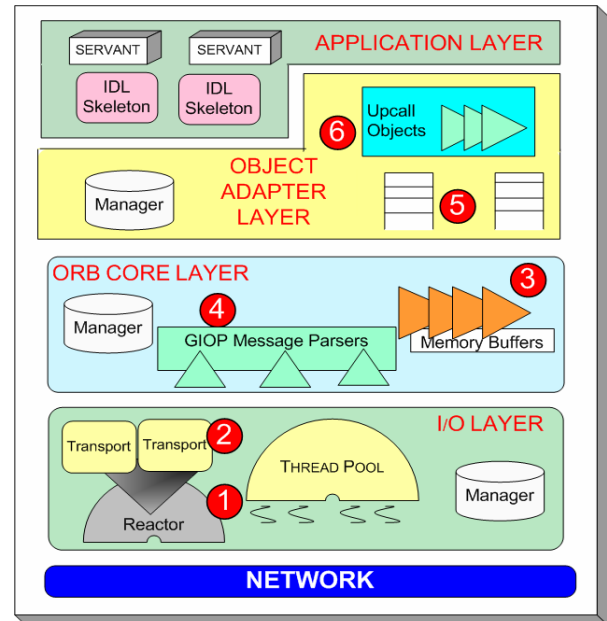 SERVANT
SERVANT
APPLICATION LAYER
IDL
Skeleton
IDL
Skeleton
Upcall
Objects
6
OBJECT
ADAPTER
LAYER
Manager
5
ORB CORE LAYER
3
4
Manager
GIOP Message Parsers
Memory Buffers
I/O LAYER
2
Transport
Transport
THREAD POOL
1
Manager
Reactor
NETWORK